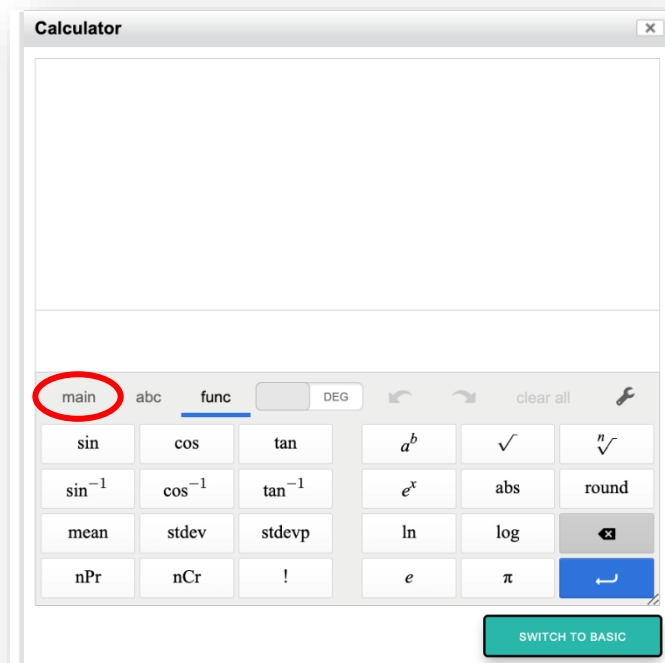 Calculator
main abc func DEG clear all
sin cos tan a^b √ ⁿ√
sin⁻¹ cos⁻¹ tan⁻¹ eˣ abs round
mean stdev stdevp ln log
nPr nCr ! e π
SWITCH TO BASIC